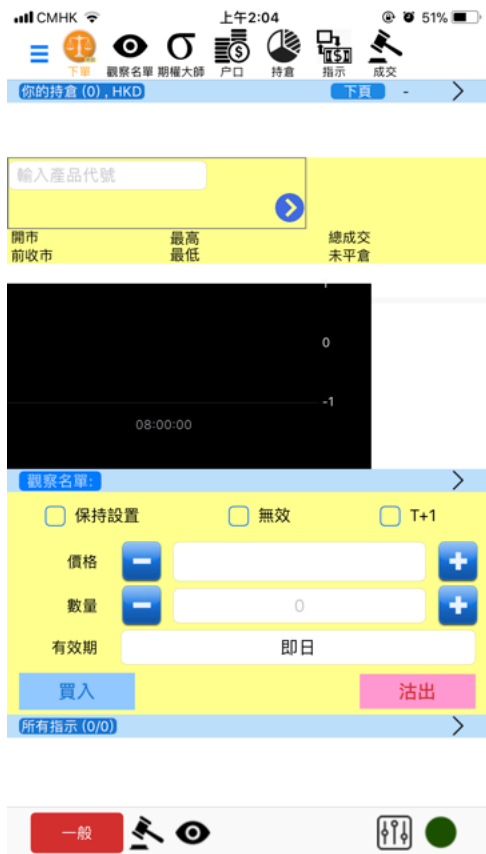 CMHK 上午2:04 51%
下單 觀察名單 期權大師 戶口 持倉 指示 成交
你的持倉 (0) , HKD 下頁 -
輸入產品代號
開市 最高 總成交
前收市 最低 未平倉
0
-1
08:00:00
觀察名單:
保持設置 無效 T+1
價格
數量 0
有效期 即日
買入 沽出
所有指示 (0/0)
一般